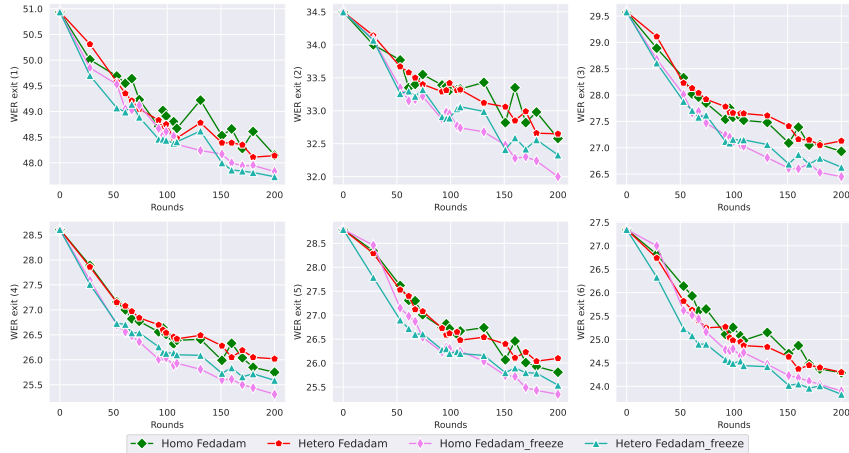 WER exit (1)
51.0
50.5
50.0
49.5
49.0
48.5
48.0
0 50 100 150 200
Rounds
WER exit (2)
34.5
34.0
33.5
33.0
32.5
32.0
0 50 100 150 200
Rounds
WER exit (3)
29.5
29.0
28.5
28.0
27.5
27.0
26.5
0 50 100 150 200
Rounds
WER exit (4)
28.5
28.0
27.5
27.0
26.5
26.0
25.5
0 50 100 150 200
Rounds
WER exit (5)
28.5
28.0
27.5
27.0
26.5
26.0
25.5
0 50 100 150 200
Rounds
WER exit (6)
27.5
27.0
26.5
26.0
25.5
25.0
24.5
24.0
0 50 100 150 200
Rounds
Homo Fedadam Hetero Fedadam Homo Fedadam_freeze Hetero Fedadam_freeze